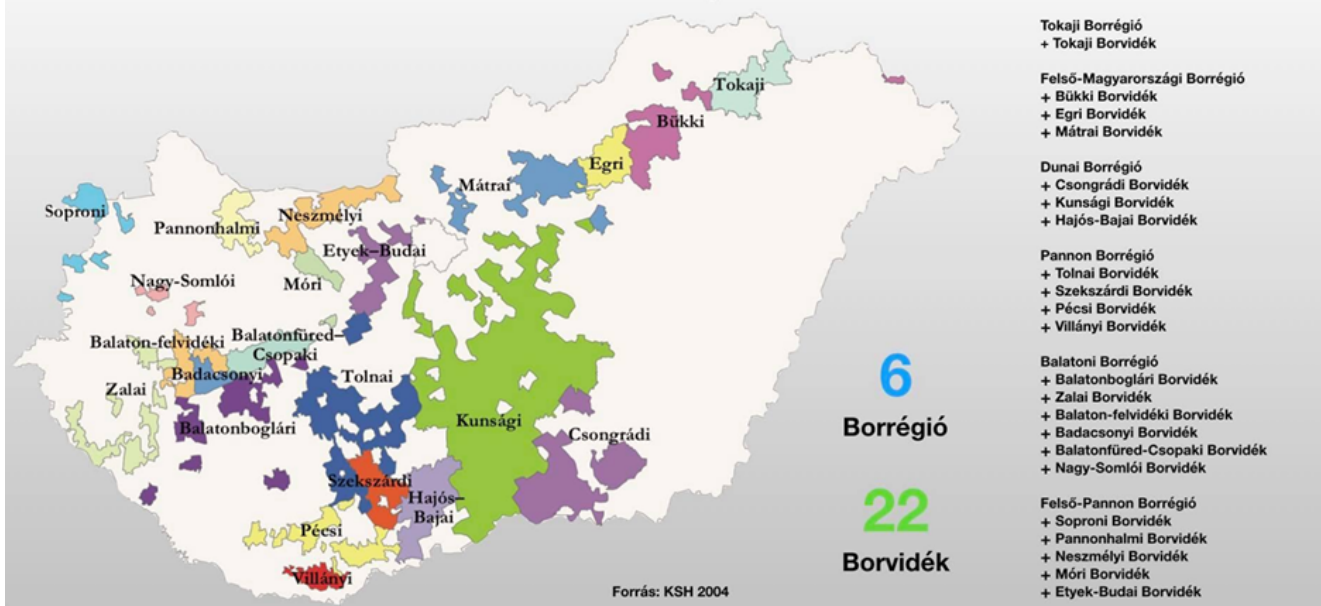 Tokaji
Bükki
Egri
Mátrai
Soproni
Pannonhalmi
Neszmélyi
Etyek–Budai
Nagy-Somlói
Móri
Balaton-felvidéki
Balatonfüred–
Csopaki
Badacsonyi
Tolnai
Zalai
Balatonboglári
Kunsági
Csongrádi
Szekszárdi
Hajós–
Bajai
Pécsi
Villányi
6
Borrégió
22
Borvidék
Forrás: KSH 2004
Tokaji Borrégió
+ Tokaji Borvidék
Felső-Magyarországi Borrégió
+ Bükki Borvidék
+ Egri Borvidék
+ Mátrai Borvidék
Dunai Borrégió
+ Csongrádi Borvidék
+ Kunsági Borvidék
+ Hajós-Bajai Borvidék
Pannon Borrégió
+ Tolnai Borvidék
+ Szekszárdi Borvidék
+ Pécsi Borvidék
+ Villányi Borvidék
Balatoni Borrégió
+ Balatonboglári Borvidék
+ Zalai Borvidék
+ Balaton-felvidéki Borvidék
+ Badacsonyi Borvidék
+ Balatonfüred-Csopaki Borvidék
+ Nagy-Somlói Borvidék
Felső-Pannon Borrégió
+ Soproni Borvidék
+ Pannonhalmi Borvidék
+ Neszmélyi Borvidék
+ Móri Borvidék
+ Etyek-Budai Borvidék